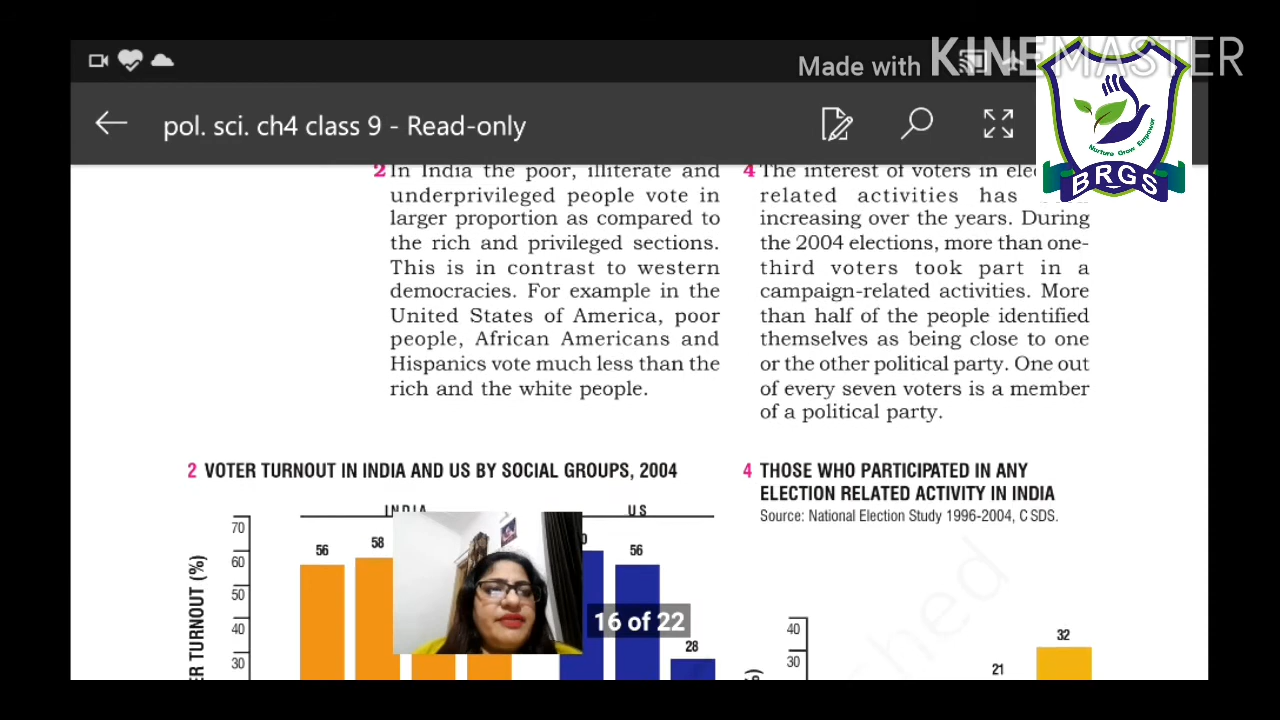 Made with KINEMASTER
pol. sci. ch4 class 9 - Read-only
Nurture Grow Empower
BRGS
2 In India the poor, illiterate and
underprivileged people vote in
larger proportion as compared to
the rich and privileged sections.
This is in contrast to western
democracies. For example in the
United States of America, poor
people, African Americans and
Hispanics vote much less than the
rich and the white people.
4 The interest of voters in
related activities has
increasing over the years. During
the 2004 elections, more than one-
third voters took part in a
campaign-related activities. More
than half of the people identified
themselves as being close to one
or the other political party. One out
of every seven voters is a member
of a political party.
2 VOTER TURNOUT IN INDIA AND US BY SOCIAL GROUPS, 2004
INDIA
US
70
60
50
40
30
TURNOUT (%)
56
58
56
28
16 of 22
4 THOSE WHO PARTICIPATED IN ANY
ELECTION RELATED ACTIVITY IN INDIA
Source: National Election Study 1996-2004, CSDS.
40
30
21
32